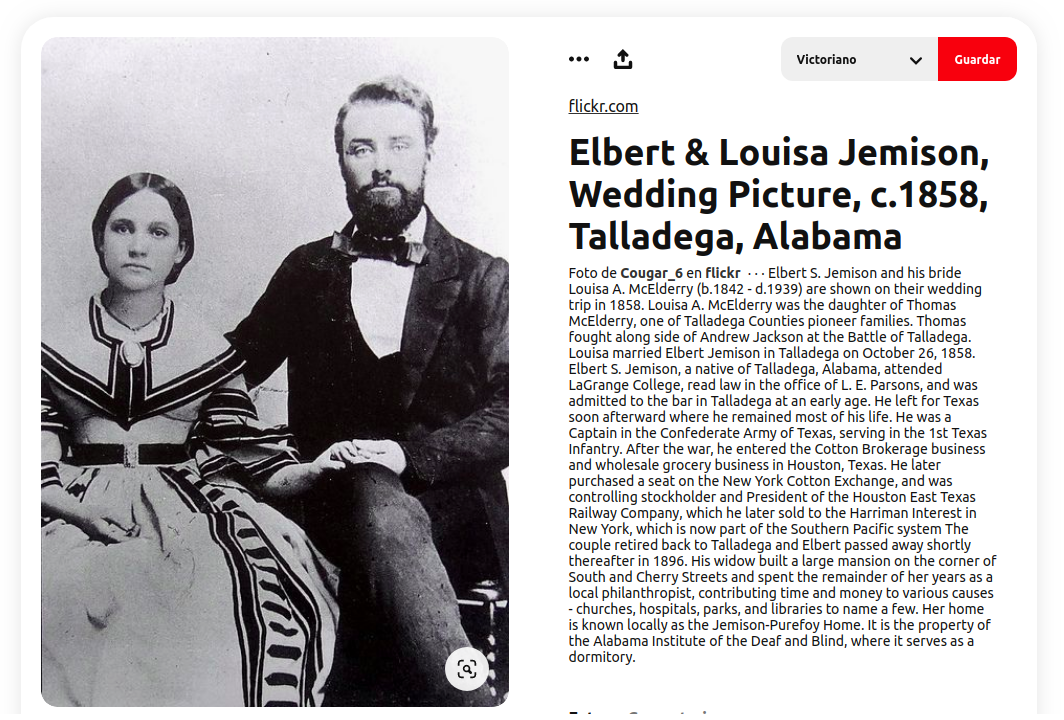 Victoriano
Guardar
flickr.com
Elbert & Louisa Jemison,
Wedding Picture, c.1858,
Talladega, Alabama
Foto de Cougar_6 en flickr · · · Elbert S. Jemison and his bride
Louisa A. McElderry (b.1842 - d.1939) are shown on their wedding
trip in 1858. Louisa A. McElderry was the daughter of Thomas
McElderry, one of Talladega Counties pioneer families. Thomas
fought along side of Andrew Jackson at the Battle of Talladega.
Louisa married Elbert Jemison in Talladega on October 26, 1858.
Elbert S. Jemison, a native of Talladega, Alabama, attended
LaGrange College, read law in the office of L. E. Parsons, and was
admitted to the bar in Talladega at an early age. He left for Texas
soon afterward where he remained most of his life. He was a
Captain in the Confederate Army of Texas, serving in the 1st Texas
Infantry. After the war, he entered the Cotton Brokerage business
and wholesale grocery business in Houston, Texas. He later
purchased a seat on the New York Cotton Exchange, and was
controlling stockholder and President of the Houston East Texas
Railway Company, which he later sold to the Harriman Interest in
New York, which is now part of the Southern Pacific system The
couple retired back to Talladega and Elbert passed away shortly
thereafter in 1896. His widow built a large mansion on the corner of
South and Cherry Streets and spent the remainder of her years as a
local philanthropist, contributing time and money to various causes
- churches, hospitals, parks, and libraries to name a few. Her home
is known locally as the Jemison-Purefoy Home. It is the property of
the Alabama Institute of the Deaf and Blind, where it serves as a
dormitory.